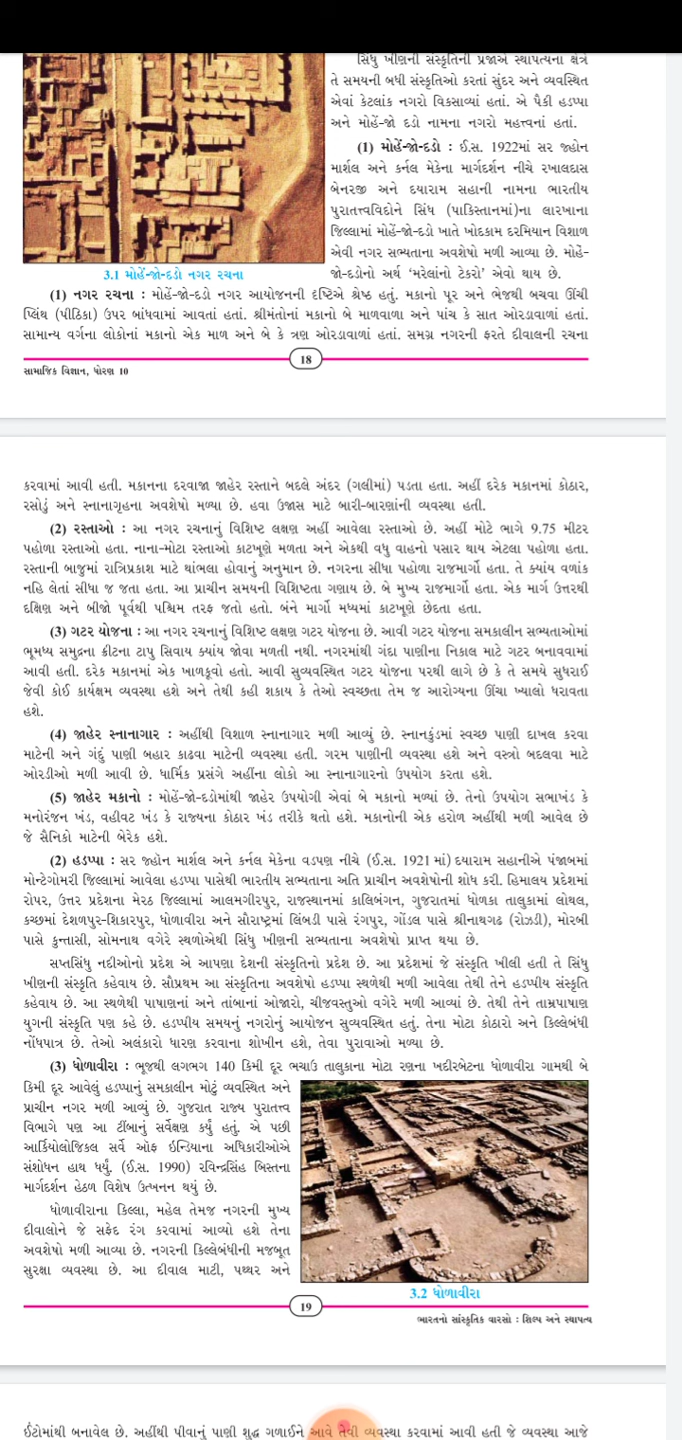 સિંધુ ખીણની સંસ્કૃતિની પ્રજાએ સ્થાપત્યના ક્ષેત્રે
તે સમયની બધી સંસ્કૃતિઓ કરતાં સુંદર અને વ્યવસ્થિત
એવાં કેટલાંક નગરો વિકસાવ્યાં હતાં. એ પૈકી હડપ્પા
અને મોહેં-જો દડો નામના નગરો મહત્ત્વનાં હતાં.
(1) મોહેં-જો-દડો : ઈ.સ. 1922માં સર જ્હોન
માર્શલ અને કર્નલ મેકેના માર્ગદર્શન નીચે રખાલદાસ
બેનરજી અને દયારામ સહાની નામના ભારતીય
પુરાતત્ત્વવિદોને સિંધ (પાકિસ્તાનમાં)ના લારખાના
જિલ્લામાં મોહેં-જો-દડો ખાતે ખોદકામ દરમિયાન વિશાળ
એવી નગર સભ્યતાના અવશેષો મળી આવ્યા છે. મોહેં-
જો-દડોનો અર્થ ‘મરેલાંનો ટેકરો’ એવો થાય છે.
3.1 મોહેં-જો-દડો નગર રચના
(1) નગર રચના : મોહેં-જો-દડો નગર આયોજનની દૃષ્ટિએ શ્રેષ્ઠ હતું. મકાનો પૂર અને ભેજથી બચવા ઊંચી
પ્લિંથ (પીઠિકા) ઉપર બાંધવામાં આવતાં હતાં. શ્રીમંતોનાં મકાનો બે માળવાળા અને પાંચ કે સાત ઓરડાવાળાં હતાં.
સામાન્ય વર્ગના લોકોનાં મકાનો એક માળ અને બે કે ત્રણ ઓરડાવાળાં હતાં. સમગ્ર નગરની ફરતે દીવાલની રચના
18
સામાજિક વિજ્ઞાન, ધોરણ 10
કરવામાં આવી હતી. મકાનના દરવાજા જાહેર રસ્તાને બદલે અંદર (ગલીમાં) પડતા હતા. અહીં દરેક મકાનમાં કોઠાર,
રસોડું અને સ્નાનાગૃહના અવશેષો મળ્યા છે. હવા ઉજાસ માટે બારી-બારણાંની વ્યવસ્થા હતી.
(2) રસ્તાઓ : આ નગર રચનાનું વિશિષ્ટ લક્ષણ અહીં આવેલા રસ્તાઓ છે. અહીં મોટે ભાગે 9.75 મીટર
પહોળા રસ્તાઓ હતા. નાના-મોટા રસ્તાઓ કાટખૂણે મળતા અને એકથી વધુ વાહનો પસાર થાય એટલા પહોળા હતા.
રસ્તાની બાજુમાં રાત્રિપ્રકાશ માટે થાંભલા હોવાનું અનુમાન છે. નગરના સીધા પહોળા રાજમાર્ગો હતા. તે ક્યાંય વળાંક
નહિ લેતાં સીધા જ જતા હતા. આ પ્રાચીન સમયની વિશિષ્ટતા ગણાય છે. બે મુખ્ય રાજમાર્ગો હતા. એક માર્ગ ઉત્તરથી
દક્ષિણ અને બીજો પૂર્વથી પશ્ચિમ તરફ જતો હતો. બંને માર્ગો મધ્યમાં કાટખૂણે છેદતા હતા.
(3) ગટર યોજના : આ નગર રચનાનું વિશિષ્ટ લક્ષણ ગટર યોજના છે. આવી ગટર યોજના સમકાલીન સભ્યતાઓમાં
ભૂમધ્ય સમુદ્રના ક્રીટના ટાપુ સિવાય ક્યાંય જોવા મળતી નથી. નગરમાંથી ગંદા પાણીના નિકાલ માટે ગટર બનાવવામાં
આવી હતી. દરેક મકાનમાં એક ખાળકૂવો હતો. આવી સુવ્યવસ્થિત ગટર યોજના પરથી લાગે છે કે તે સમયે સુધરાઈ
જેવી કોઈ કાર્યક્ષમ વ્યવસ્થા હશે અને તેથી કહી શકાય કે તેઓ સ્વચ્છતા તેમ જ આરોગ્યના ઊંચા ખ્યાલો ધરાવતા
હશે.
(4) જાહેર સ્નાનાગાર : અહીંથી વિશાળ સ્નાનાગાર મળી આવ્યું છે. સ્નાનકુંડમાં સ્વચ્છ પાણી દાખલ કરવા
માટેની અને ગંદું પાણી બહાર કાઢવા માટેની વ્યવસ્થા હતી. ગરમ પાણીની વ્યવસ્થા હશે અને વસ્ત્રો બદલવા માટે
ઓરડીઓ મળી આવી છે. ધાર્મિક પ્રસંગે અહીંના લોકો આ સ્નાનાગારનો ઉપયોગ કરતા હશે.
(5) જાહેર મકાનો : મોહેં-જો-દડોમાંથી જાહેર ઉપયોગી એવાં બે મકાનો મળ્યાં છે. તેનો ઉપયોગ સભાખંડ કે
મનોરંજન ખંડ, વહીવટ ખંડ કે રાજ્યના કોઠાર ખંડ તરીકે થતો હશે. મકાનોની એક હરોળ અહીંથી મળી આવેલ છે
જે સૈનિકો માટેની બેરેક હશે.
(2) હડપ્પા : સર જ્હૉન માર્શલ અને કર્નલ મેકેના વડપણ નીચે (ઈ.સ. 1921 માં) દયારામ સહાનીએ પંજાબમાં
મોન્ટેગોમરી જિલ્લામાં આવેલા હડપ્પા પાસેથી ભારતીય સભ્યતાના અતિ પ્રાચીન અવશેષોની શોધ કરી. હિમાલય પ્રદેશમાં
રોપર, ઉત્તર પ્રદેશના મેરઠ જિલ્લામાં આલમગીરપુર, રાજસ્થાનમાં કાલિબંગન, ગુજરાતમાં ધોળકા તાલુકામાં લોથલ,
કચ્છમાં દેશળપુર-શિકારપુર, ધોળાવીરા અને સૌરાષ્ટ્રમાં લિંબડી પાસે રંગપુર, ગોંડલ પાસે શ્રીનાથગઢ (રોઝડી), મોરબી
પાસે કુન્તાસી, સોમનાથ વગેરે સ્થળોએથી સિંધુ ખીણની સભ્યતાના અવશેષો પ્રાપ્ત થયા છે.
સપ્તસિંધુ નદીઓનો પ્રદેશ એ આપણા દેશની સંસ્કૃતિનો પ્રદેશ છે. આ પ્રદેશમાં જે સંસ્કૃતિ ખીલી હતી તે સિંધુ
ખીણની સંસ્કૃતિ કહેવાય છે. સૌપ્રથમ આ સંસ્કૃતિના અવશેષો હડપ્પા સ્થળેથી મળી આવેલા તેથી તેને હડપ્પીય સંસ્કૃતિ
કહેવાય છે. આ સ્થળેથી પાષાણનાં અને તાંબાનાં ઓજારો, ચીજવસ્તુઓ વગેરે મળી આવ્યાં છે. તેથી તેને તામ્રપાષાણ
યુગની સંસ્કૃતિ પણ કહે છે. હડપ્પીય સમયનું નગરોનું આયોજન સુવ્યવસ્થિત હતું. તેના મોટા કોઠારો અને કિલ્લેબંધી
નોંધપાત્ર છે. તેઓ અલંકારો ધારણ કરવાના શોખીન હશે, તેવા પુરાવાઓ મળ્યા છે.
(3) ધોળાવીરા : ભૂજથી લગભગ 140 કિમી દૂર ભચાઉ તાલુકાના મોટા રણના ખદીરબેટના ધોળાવીરા ગામથી બે
કિમી દૂર આવેલું હડપ્પાનું સમકાલીન મોટું વ્યવસ્થિત અને
પ્રાચીન નગર મળી આવ્યું છે. ગુજરાત રાજ્ય પુરાતત્ત્વ
વિભાગે પણ આ ટીંબાનું સર્વેક્ષણ કર્યું હતું. એ પછી
આર્કિયોલોજિકલ સર્વે ઑફ ઇન્ડિયાના અધિકારીઓએ
સંશોધન હાથ ધર્યું. (ઈ.સ. 1990) રવિન્દ્રસિંહ બિસ્તના
માર્ગદર્શન હેઠળ વિશેષ ઉત્ખનન થયું છે.
ધોળાવીરાના કિલ્લા, મહેલ તેમજ નગરની મુખ્ય
દીવાલોને જે સફેદ રંગ કરવામાં આવ્યો હશે તેના
અવશેષો મળી આવ્યા છે. નગરની કિલ્લેબંધીની મજબૂત
સુરક્ષા વ્યવસ્થા છે. આ દીવાલ માટી, પથ્થર અને
3.2 ધોળાવીરા
19
ભારતનો સાંસ્કૃતિક વારસો : શિલ્પ અને સ્થાપત્ય
ઈંટોમાંથી બનાવેલ છે. અહીંથી પીવાનું પાણી શુદ્ધ ગળાઈને આવે તેવી વ્યવસ્થા કરવામાં આવી હતી જે વ્યવસ્થા આજે